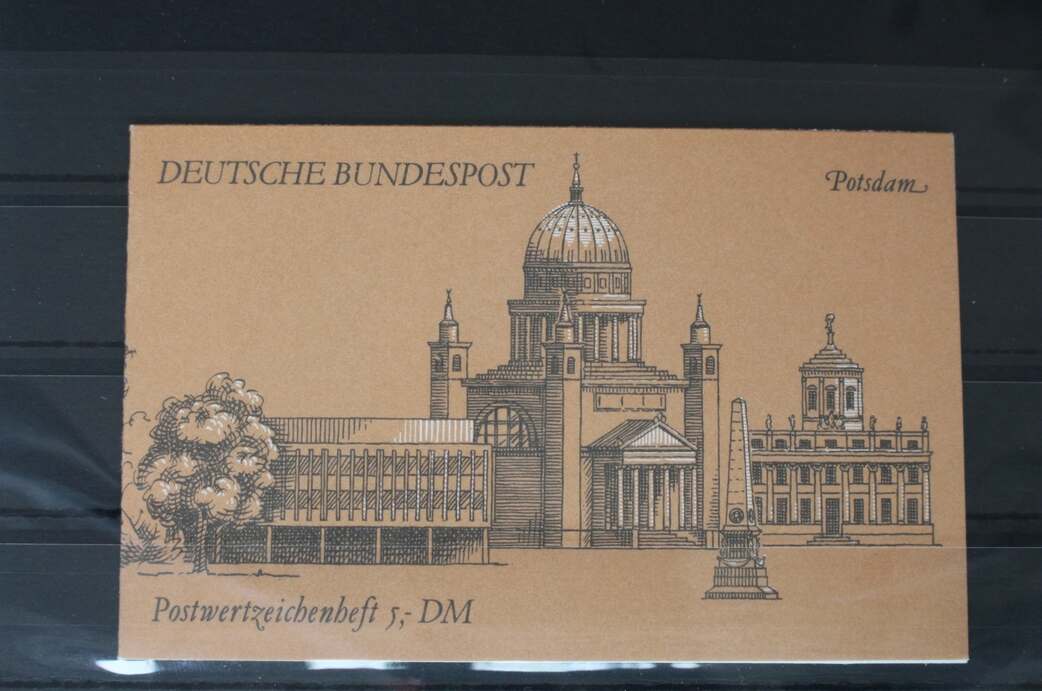 DEUTSCHE BUNDESPOST
Potsdam
Postwertzeichenheft 5,- DM